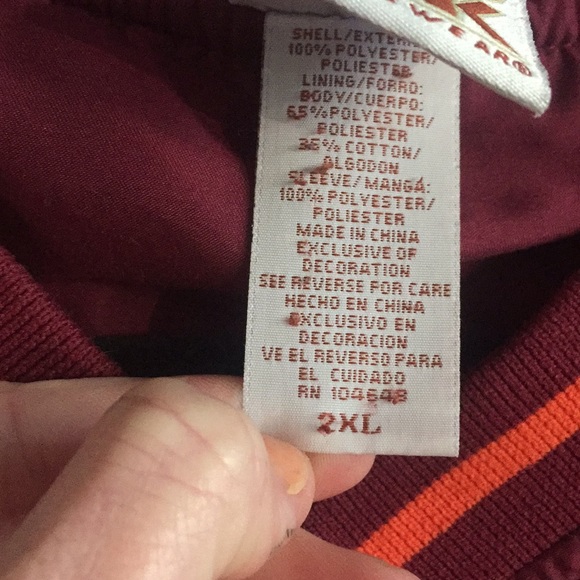 WEAR®
SHELL/EXTERI
100% POLYESTER/
POLIESTER
LINING/FORRO:
BODY/CUERPO:
65%POLYESTER/
POLIESTER
35% COTTON/
ALGODON
SLEEVE/MANGA:
100% POLYESTER/
POLIESTER
MADE IN CHINA
EXCLUSIVE OF
DECORATION
SEE REVERSE FOR CARE
HECHO EN CHINA
EXCLUSIVO EN
DECORACION
VE EL REVERSO PARA
EL CUIDADO
RN 104648
2XL